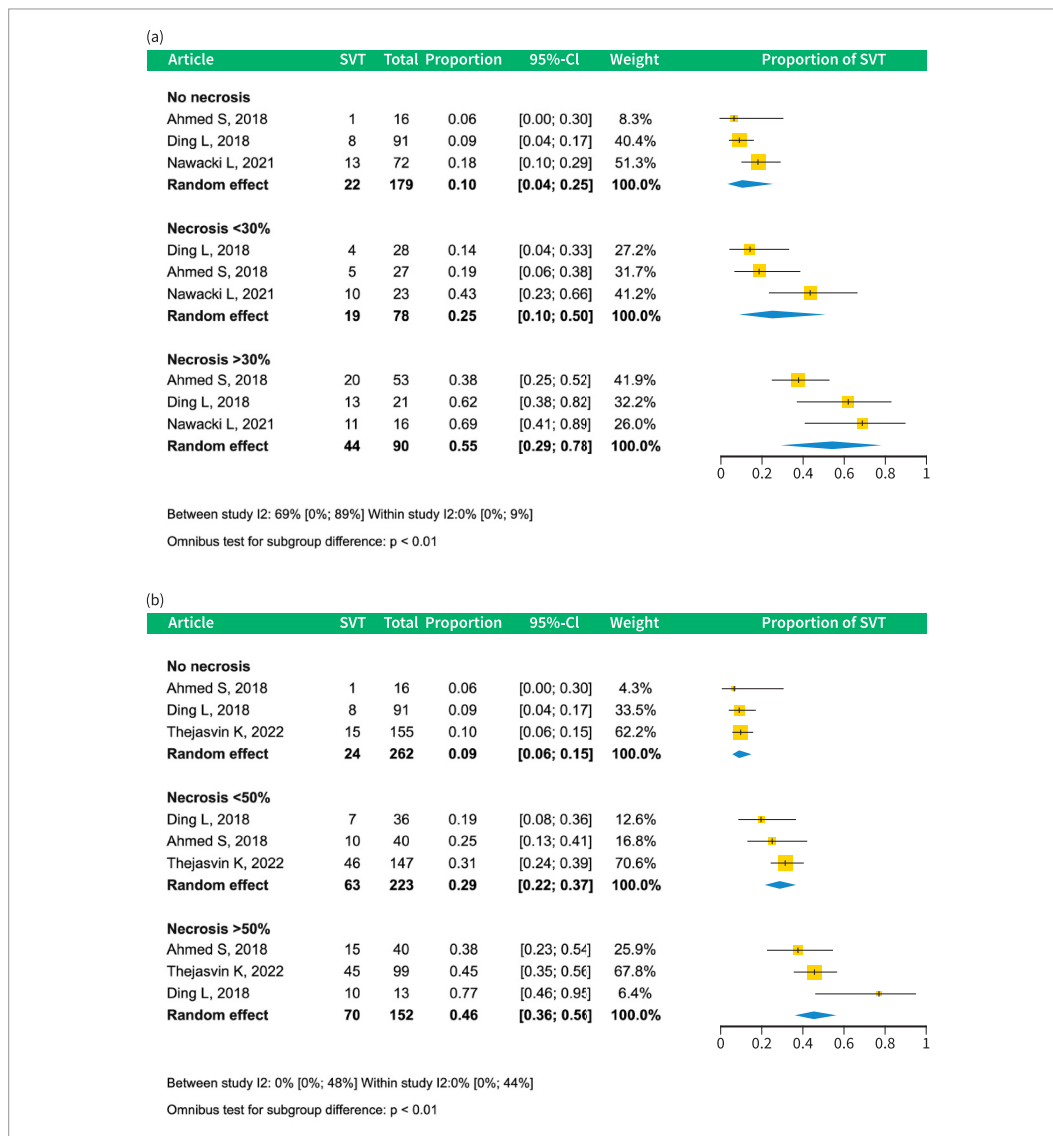 (a)
Article SVT Total Proportion 95%-CI Weight Proportion of SVT
No necrosis
Ahmed S, 2018 1 16 0.06 [0.00; 0.30] 8.3%
Ding L, 2018 8 91 0.09 [0.04; 0.17] 40.4%
Nawacki L, 2021 13 72 0.18 [0.10; 0.29] 51.3%
Random effect 22 179 0.10 [0.04; 0.25] 100.0%
Necrosis <30%
Ding L, 2018 4 28 0.14 [0.04; 0.33] 27.2%
Ahmed S, 2018 5 27 0.19 [0.06; 0.38] 31.7%
Nawacki L, 2021 10 23 0.43 [0.23; 0.66] 41.2%
Random effect 19 78 0.25 [0.10; 0.50] 100.0%
Necrosis >30%
Ahmed S, 2018 20 53 0.38 [0.25; 0.52] 41.9%
Ding L, 2018 13 21 0.62 [0.38; 0.82] 32.2%
Nawacki L, 2021 11 16 0.69 [0.41; 0.89] 26.0%
Random effect 44 90 0.55 [0.29; 0.78] 100.0%
0 0.2 0.4 0.6 0.8 1
Between study I2: 69% [0%; 89%] Within study I2:0% [0%; 9%]
Omnibus test for subgroup difference: p < 0.01
(b)
Article SVT Total Proportion 95%-CI Weight Proportion of SVT
No necrosis
Ahmed S, 2018 1 16 0.06 [0.00; 0.30] 4.3%
Ding L, 2018 8 91 0.09 [0.04; 0.17] 33.5%
Thejasvin K, 2022 15 155 0.10 [0.06; 0.15] 62.2%
Random effect 24 262 0.09 [0.06; 0.15] 100.0%
Necrosis <50%
Ding L, 2018 7 36 0.19 [0.08; 0.36] 12.6%
Ahmed S, 2018 10 40 0.25 [0.13; 0.41] 16.8%
Thejasvin K, 2022 46 147 0.31 [0.24; 0.39] 70.6%
Random effect 63 223 0.29 [0.22; 0.37] 100.0%
Necrosis >50%
Ahmed S, 2018 15 40 0.38 [0.23; 0.54] 25.9%
Thejasvin K, 2022 45 99 0.45 [0.35; 0.56] 67.8%
Ding L, 2018 10 13 0.77 [0.46; 0.95] 6.4%
Random effect 70 152 0.46 [0.36; 0.56] 100.0%
0 0.2 0.4 0.6 0.8 1
Between study I2: 0% [0%; 48%] Within study I2:0% [0%; 44%]
Omnibus test for subgroup difference: p < 0.01